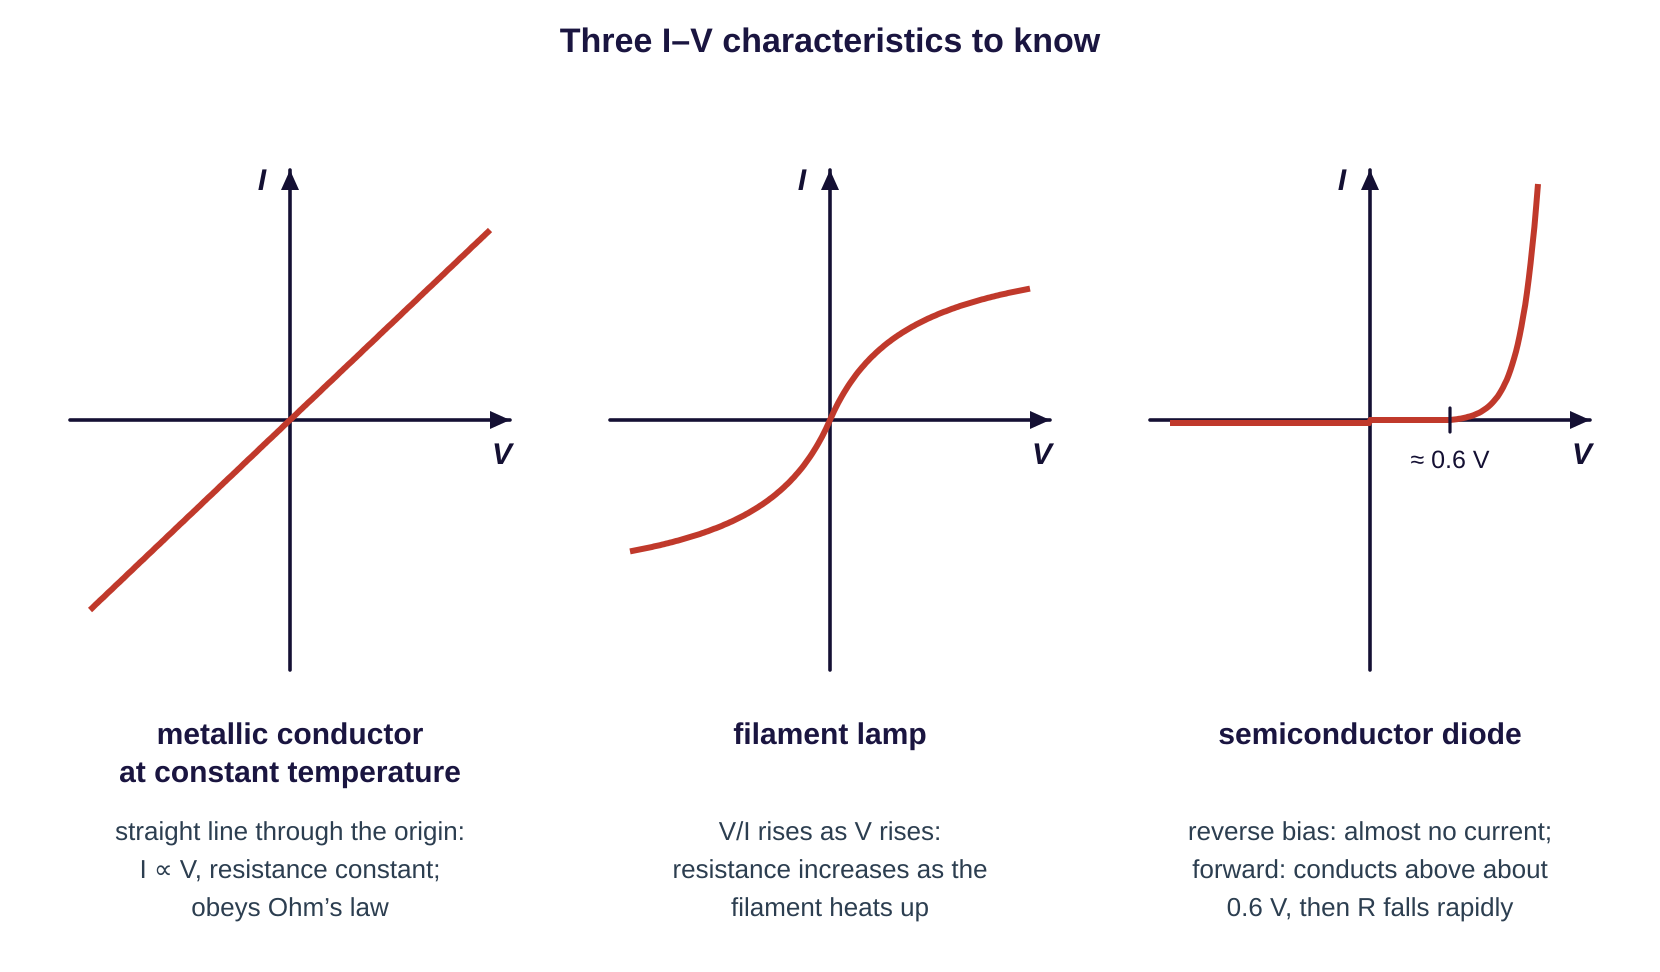 Three I–V characteristics to know
I
V
I
V
I
≈ 0.6 V
V
metallic conductor
at constant temperature
straight line through the origin:
I ∝ V, resistance constant;
obeys Ohm’s law
filament lamp
V/I rises as V rises:
resistance increases as the
filament heats up
semiconductor diode
reverse bias: almost no current;
forward: conducts above about
0.6 V, then R falls rapidly